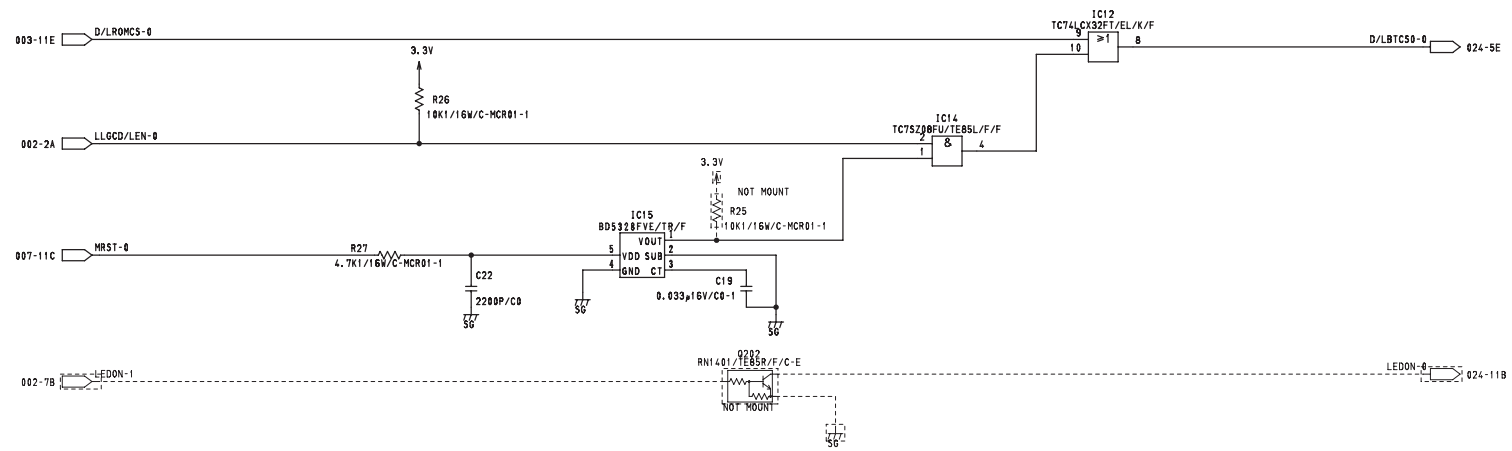 IC12
TC74LCX32FT/EL/K/F
003-11E D/LROMCS-0
9 ≥1 8
10
D/LBTCS0-0 024-5E
3.3V
R26
10K1/16W/C-MCR01-1
IC14
TC7SZ08FU/TE85L/F/F
002-2A LLGCD/LEN-0
2 & 4
1
3.3V
NOT MOUNT
R25
10K1/16W/C-MCR01-1
IC15
BD5328FVE/TR/F
VOUT 1
007-11C MRST-0
R27
4.7K1/16W/C-MCR01-1
5 VDD SUB 2
4 GND CT 3
C22
2200P/C0
C19
0.033μ16V/C0-1
SG
SG
SG
Q202
RN1401/TE85R/F/C-E
002-7B LEDON-1
LEDON-0 024-11B
NOT MOUNT
SG